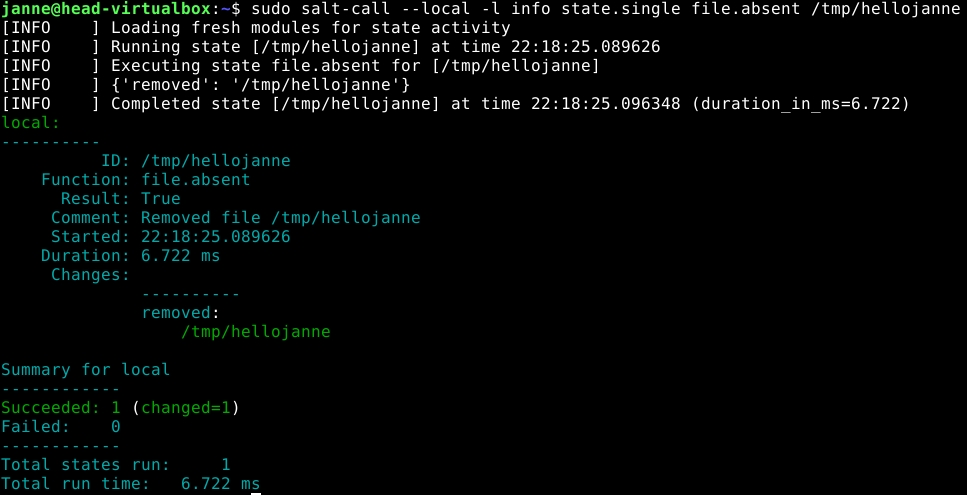 janne@head-virtualbox:~$ sudo salt-call --local -l info state.single file.absent /tmp/hellojanne
[INFO    ] Loading fresh modules for state activity
[INFO    ] Running state [/tmp/hellojanne] at time 22:18:25.089626
[INFO    ] Executing state file.absent for [/tmp/hellojanne]
[INFO    ] {'removed': '/tmp/hellojanne'}
[INFO    ] Completed state [/tmp/hellojanne] at time 22:18:25.096348 (duration_in_ms=6.722)
local:
----------
          ID: /tmp/hellojanne
    Function: file.absent
      Result: True
     Comment: Removed file /tmp/hellojanne
     Started: 22:18:25.089626
    Duration: 6.722 ms
     Changes:
              ----------
              removed:
                  /tmp/hellojanne

Summary for local
------------
Succeeded: 1 (changed=1)
Failed:    0
------------
Total states run:     1
Total run time:   6.722 ms